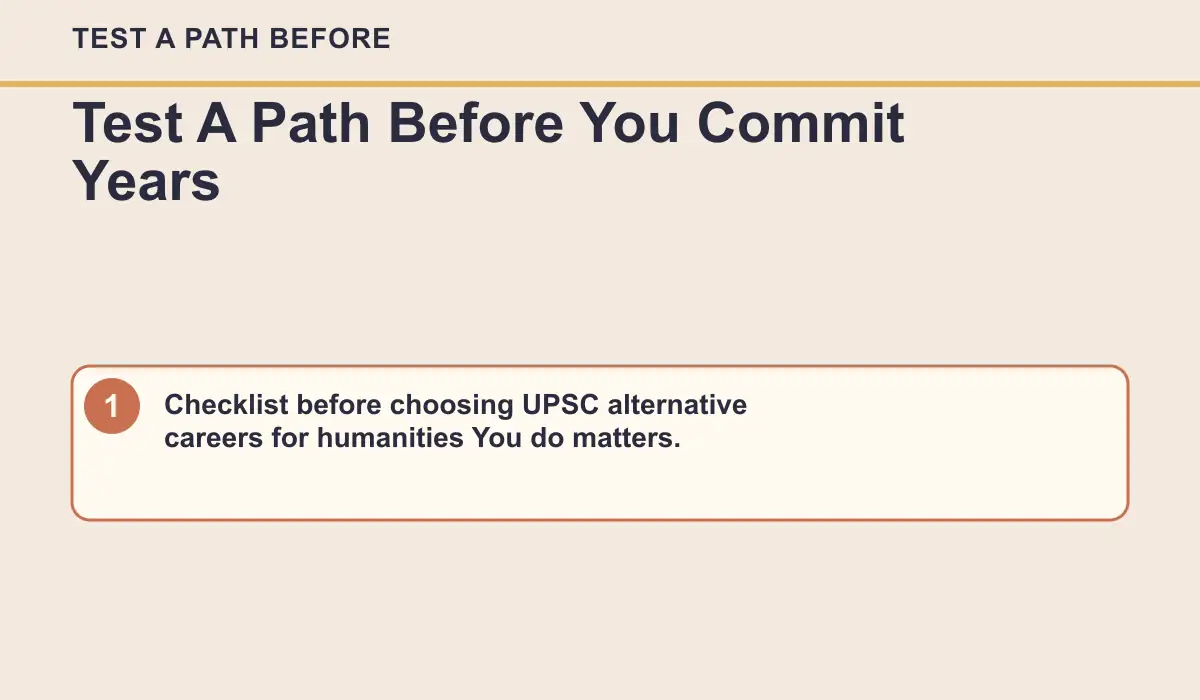 TEST A PATH BEFORE
Test A Path Before You Commit
Years
1
Checklist before choosing UPSC alternative
careers for humanities You do matters.